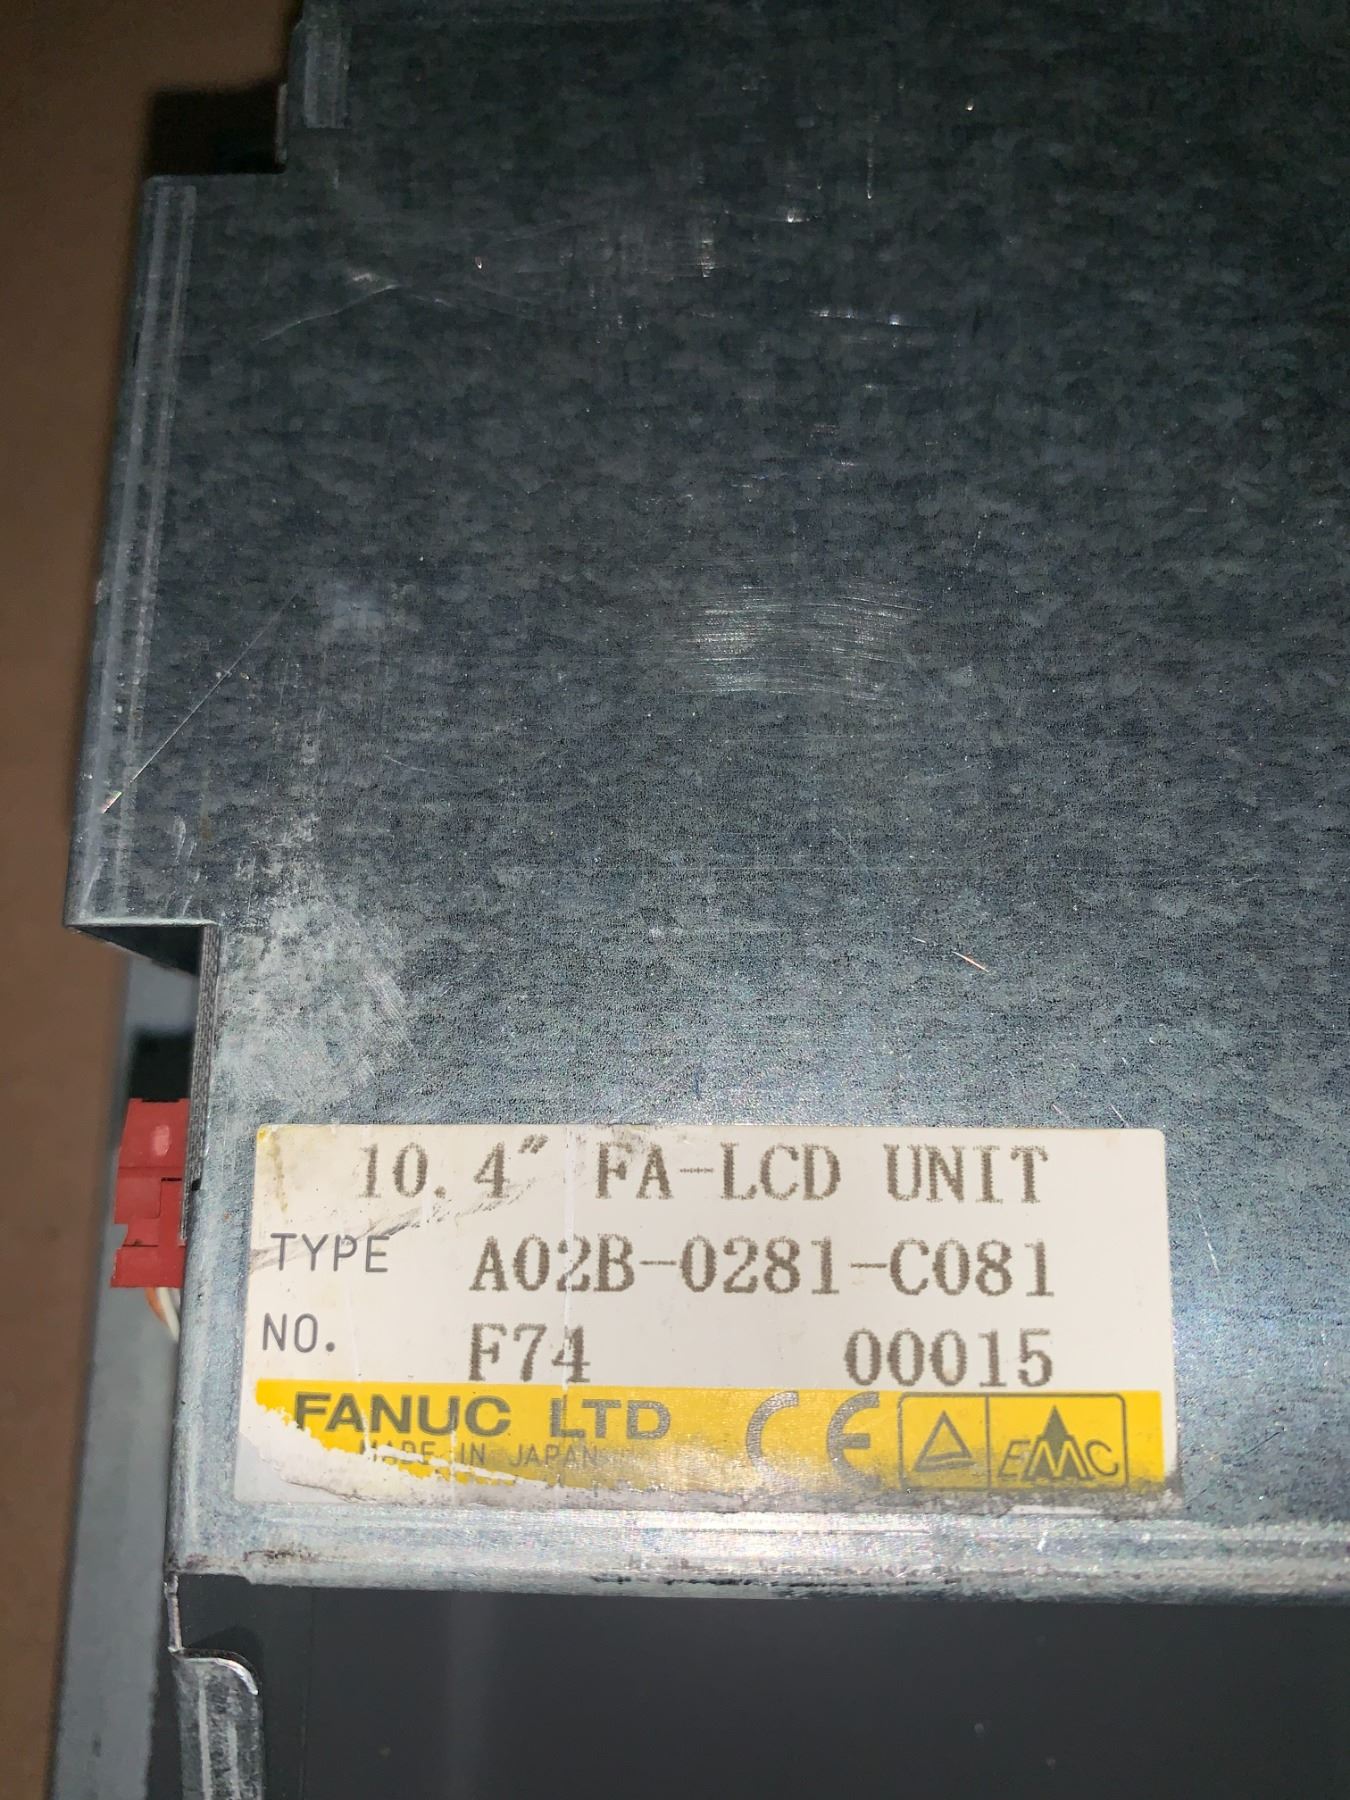 10.4" FA-LCD UNIT
TYPE A02B-0281-C081
NO. F74 00015
FANUC LTD CE EMC
MADE IN JAPAN